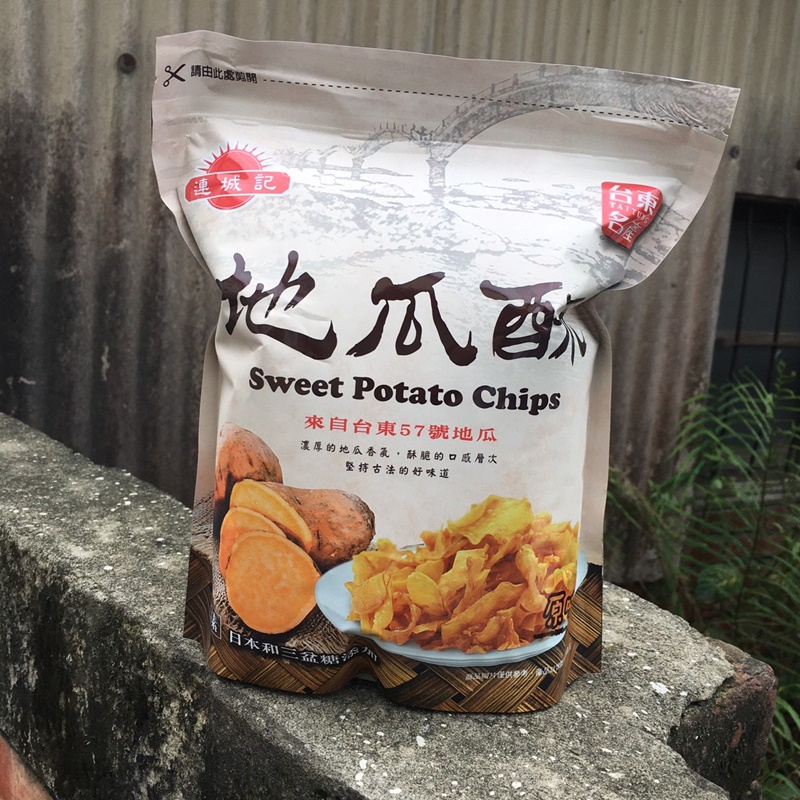 請由此處剪開
連城記
台東
TAITUNG
名產
地瓜酥
Sweet Potato Chips
來自台東57號地瓜
濃厚的地瓜香氣,酥脆的口感層次
堅持古法的好味道
日本和三盆糖添加